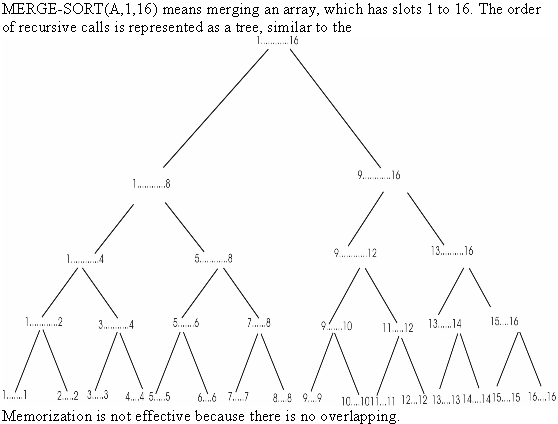 MERGE-SORT(A,1,16) means merging an array, which has slots 1 to 16. The order
of recursive calls is represented as a tree, similar to the
1............16
1............8 9............16
1...........4 5...........8 9...........12 13.........16
1...........2 3..........4 5.......6 7.....8 9.......10 11....12 13.....14 15....16
1.....1 2....2 3....3 4...4 5.....5 6...6 7...7 8...8 9...9 10...10 11...11 12...12 13...13 14...14 15...15 16...16
Memorization is not effective because there is no overlapping.